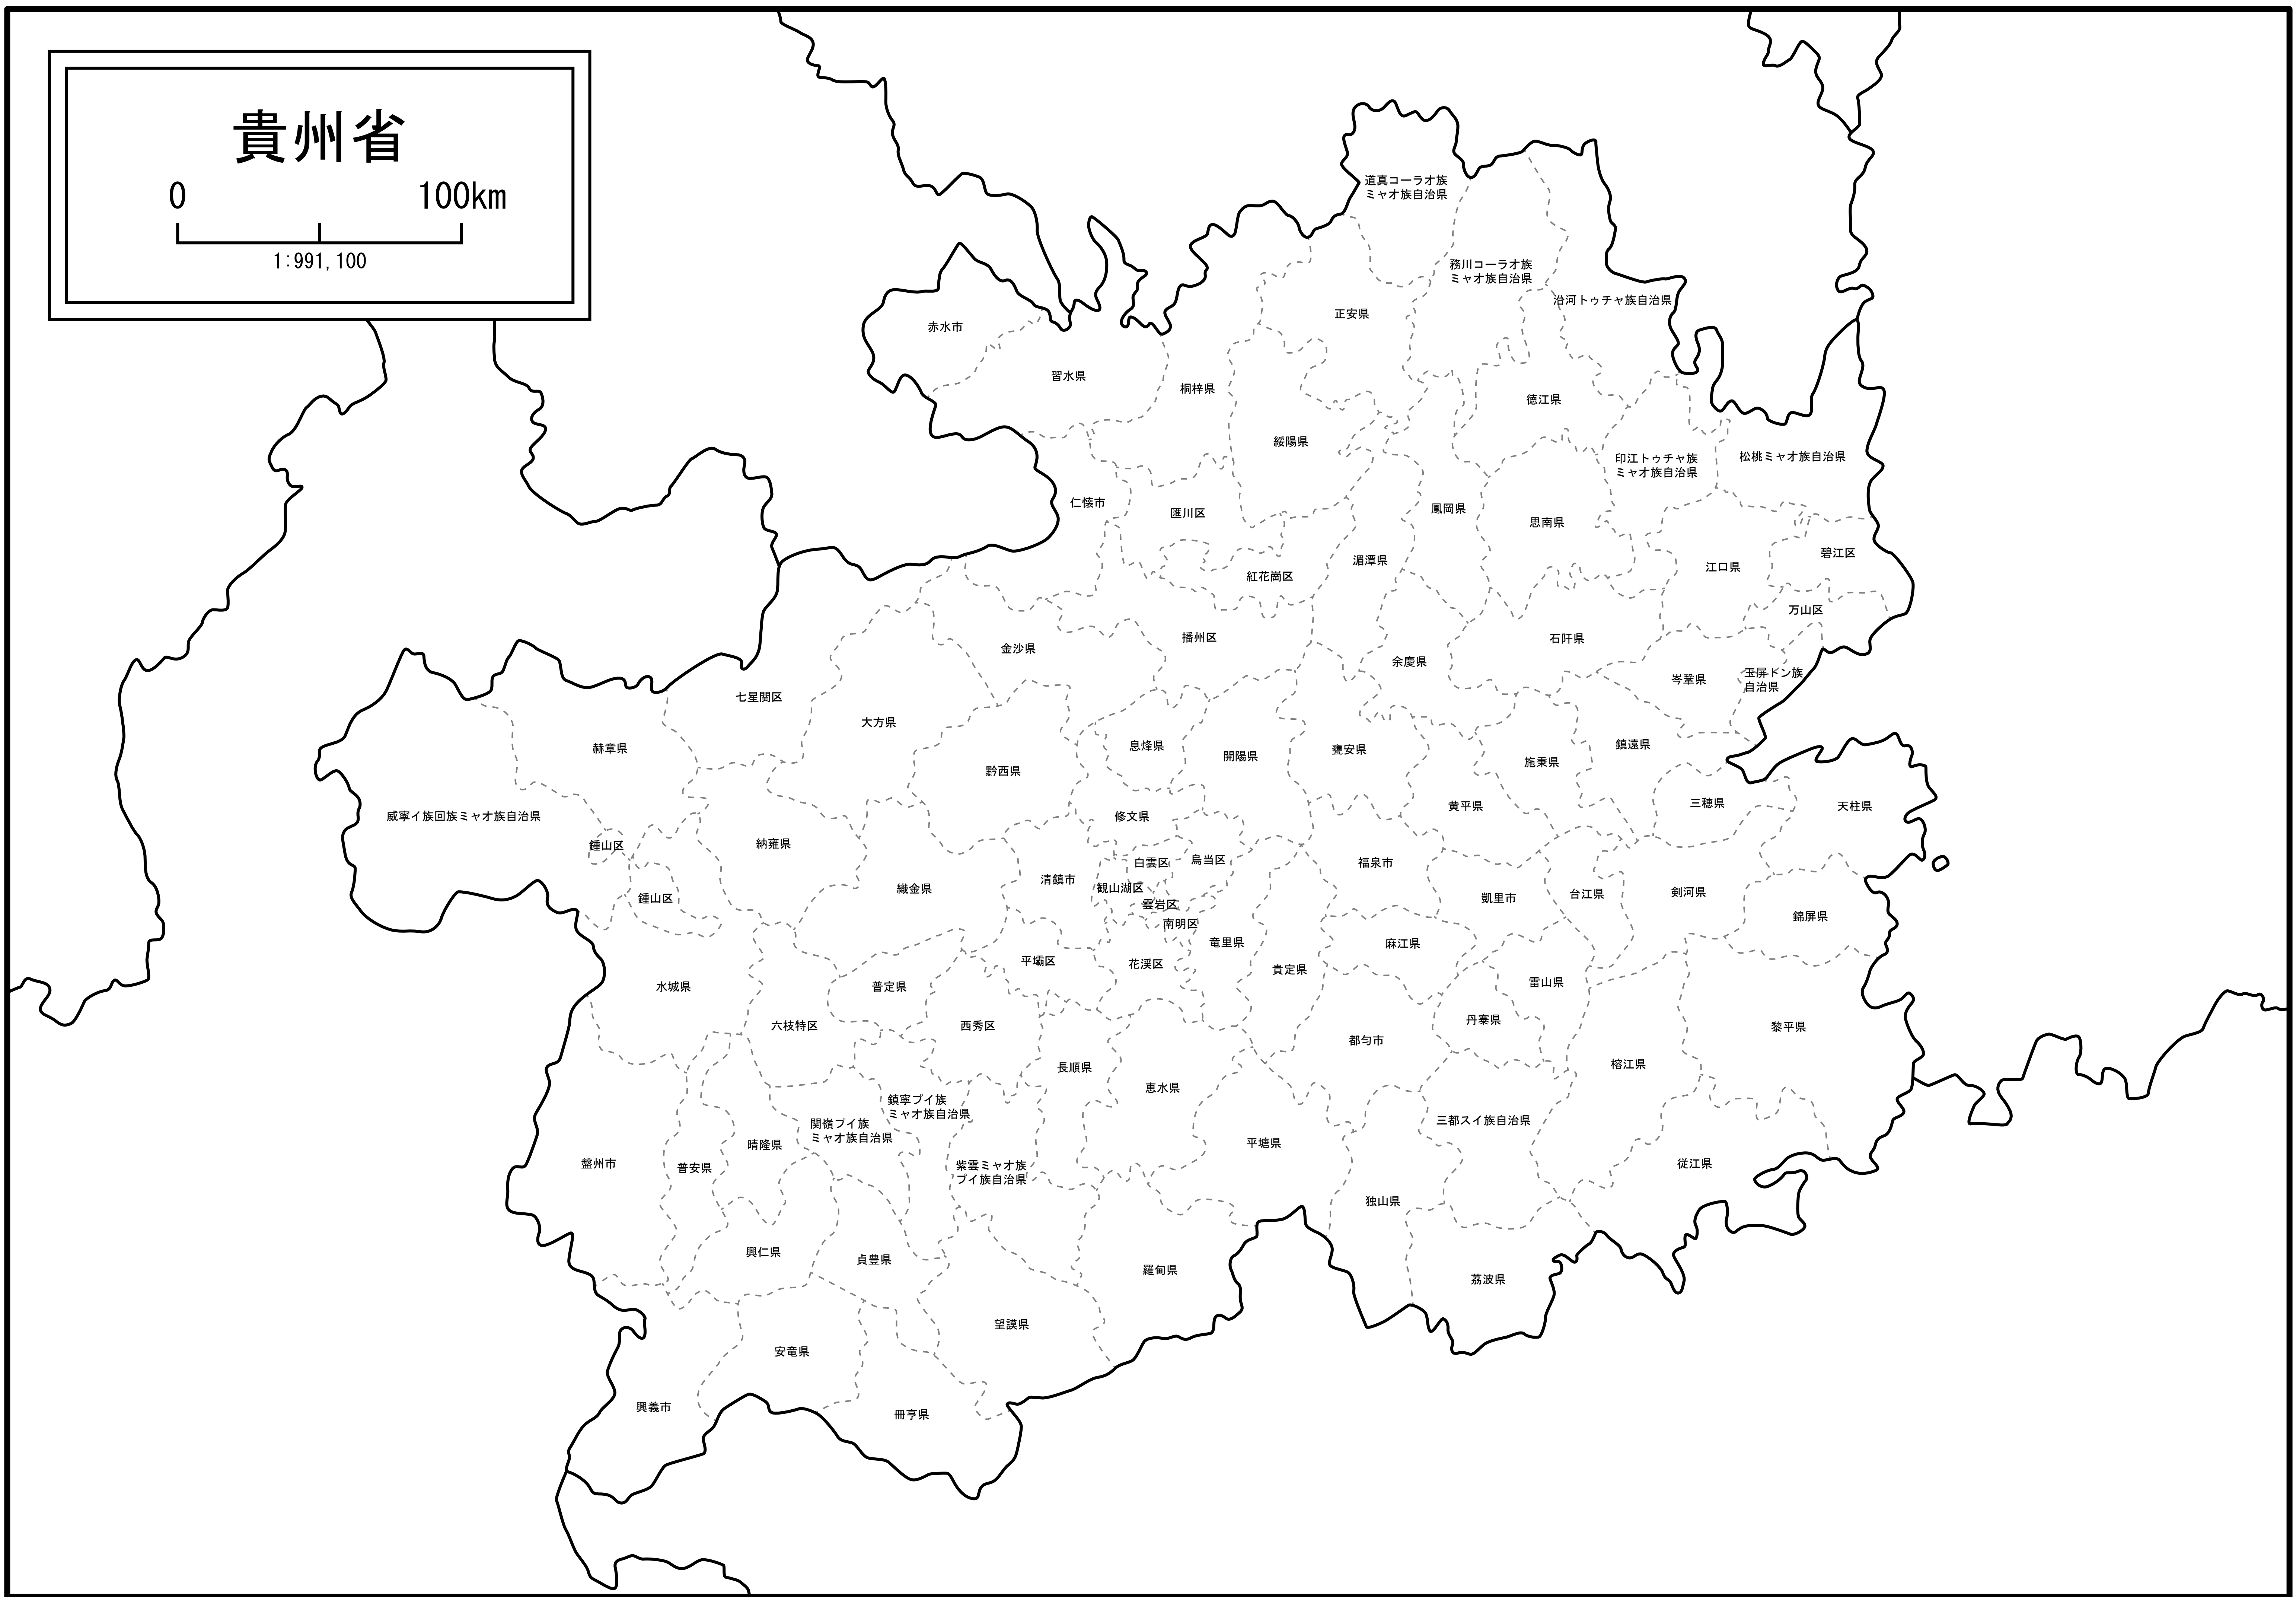 貴州省
0
100km
1:991,100
道真コーラオ族
ミャオ族自治県
務川コーラオ族
ミャオ族自治県
沿河トゥチャ族自治県
正安県
赤水市
習水県
桐梓県
徳江県
綏陽県
印江トゥチャ族
ミャオ族自治県
松桃ミャオ族自治県
仁懐市
匯川区
鳳岡県
思南県
碧江区
湄潭県
江口県
紅花崗区
万山区
播州区
石阡県
金沙県
余慶県
岑鞏県
玉屏ドン族
自治県
七星関区
大方県
赫章県
息烽県
開陽県
甕安県
鎮遠県
施秉県
黔西県
三穂県
天柱県
黄平県
威寧イ族回族ミャオ族自治県
修文県
鍾山区
納雍県
白雲区
烏当区
福泉市
清鎮市
観山湖区
織金県
鍾山区
雲岩区
凱里市
台江県
剣河県
錦屏県
南明区
竜里県
麻江県
平壩区
花渓区
貴定県
水城県
普定県
雷山県
六枝特区
西秀区
丹寨県
黎平県
都匀市
長順県
榕江県
恵水県
鎮寧プイ族
ミャオ族自治県
関嶺プイ族
ミャオ族自治県
三都スイ族自治県
晴隆県
平塘県
盤州市
普安県
紫雲ミャオ族
プイ族自治県
従江県
独山県
興仁県
貞豊県
羅甸県
茘波県
望謨県
安竜県
興義市
冊亨県